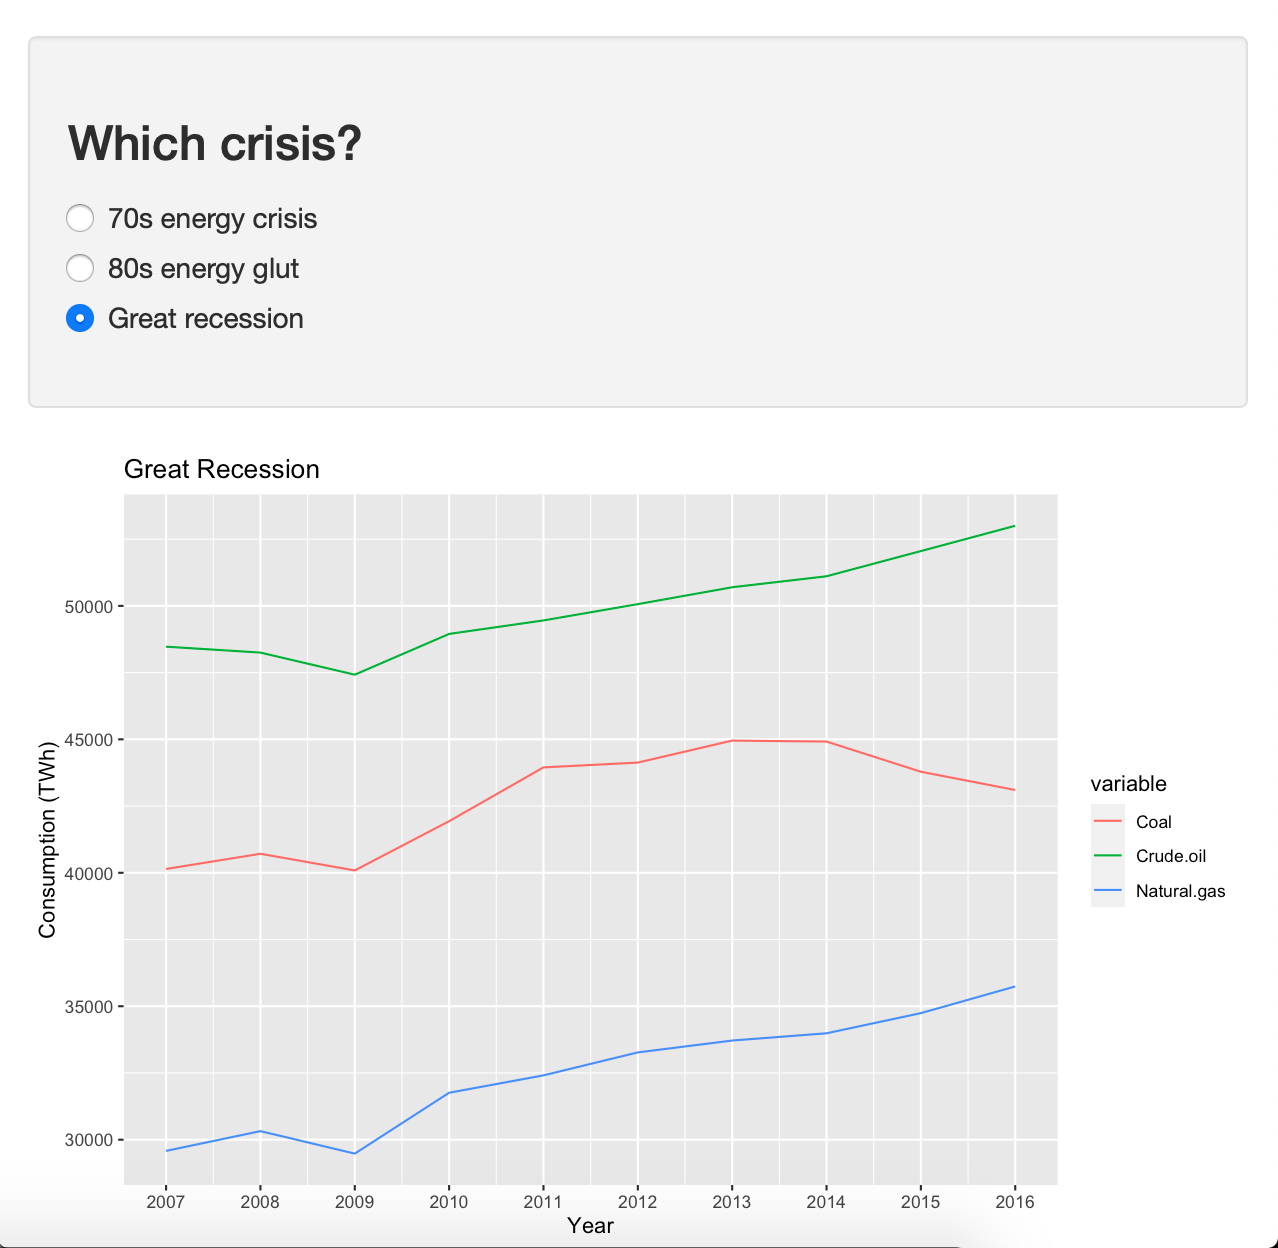 Which crisis?
70s energy crisis
80s energy glut
Great recession
Great Recession
Consumption (TWh)
50000
45000
40000
35000
30000
2007 2008 2009 2010 2011 2012 2013 2014 2015 2016
Year
variable
Coal
Crude.oil
Natural.gas